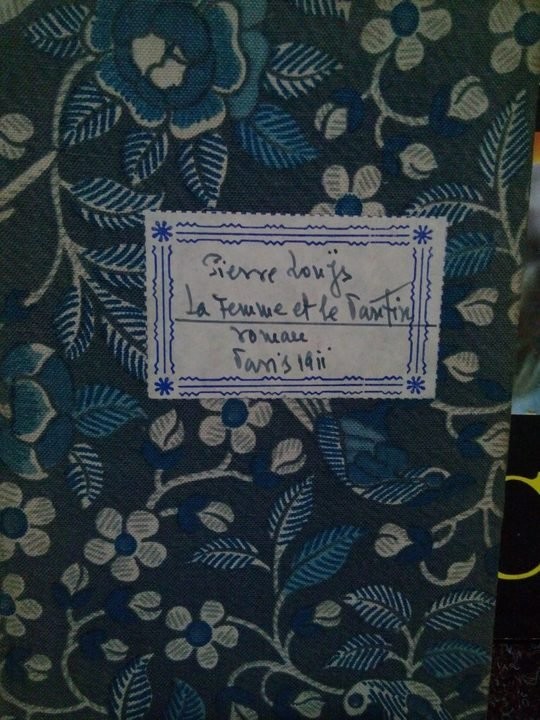 Pierre Louÿs
La Femme et le Pantin
roman
Paris 1911